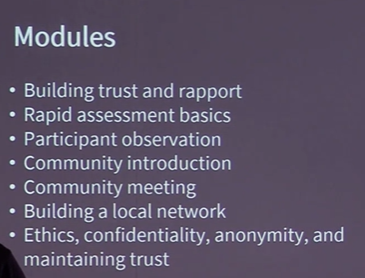 Modules
• Building trust and rapport
• Rapid assessment basics
• Participant observation
• Community introduction
• Community meeting
• Building a local network
• Ethics, confidentiality, anonymity, and
maintaining trust